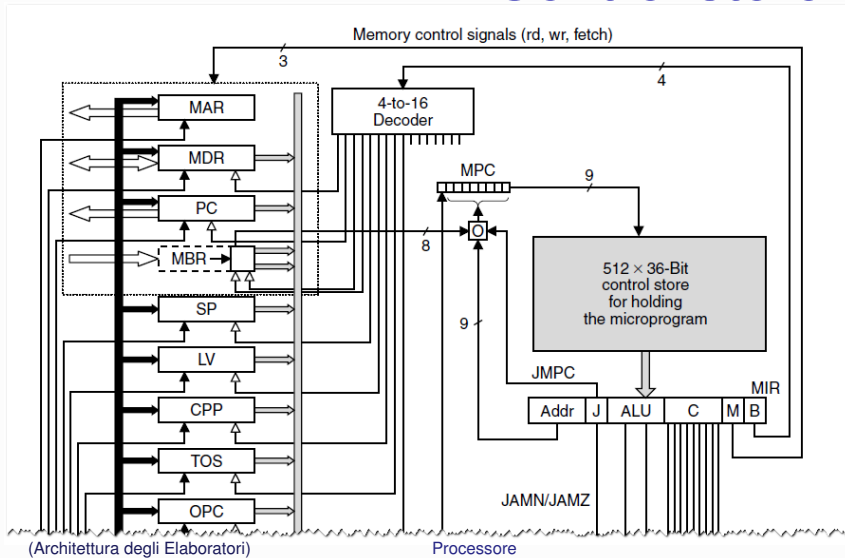 Memory control signals (rd, wr, fetch)
3
4
MAR
4-to-16
Decoder
MDR
MPC
9
PC
8
O
MBR
512 × 36-Bit
control store
for holding
the microprogram
SP
9
LV
JMPC
MIR
Addr J ALU C M B
CPP
TOS
JAMN/JAMZ
OPC
(Architettura degli Elaboratori)
Processore